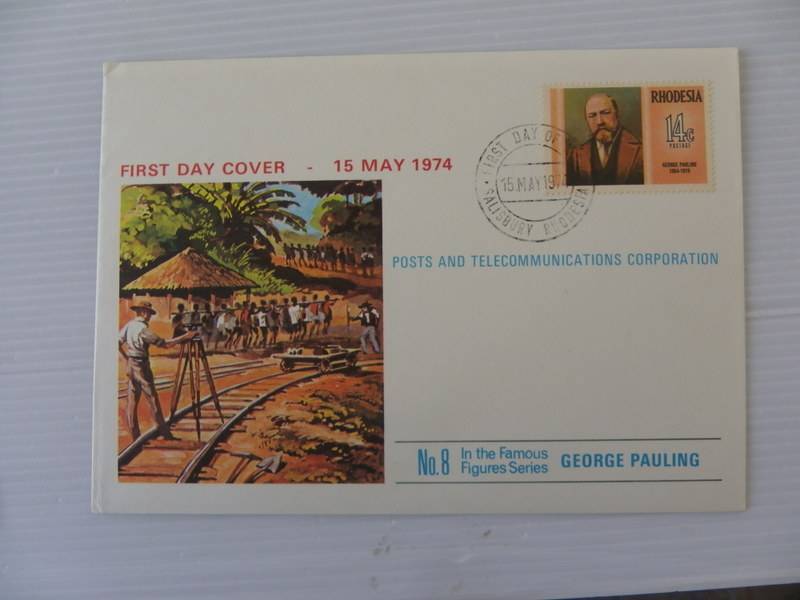 RHODESIA
14c
POSTAGE
GEORGE PAULING
FIRST DAY OF
15.MAY 1974
SALISBURY RHODESIA
FIRST DAY COVER - 15 MAY 1974
POSTS AND TELECOMMUNICATIONS CORPORATION
No. 8 In the Famous
Figures Series GEORGE PAULING